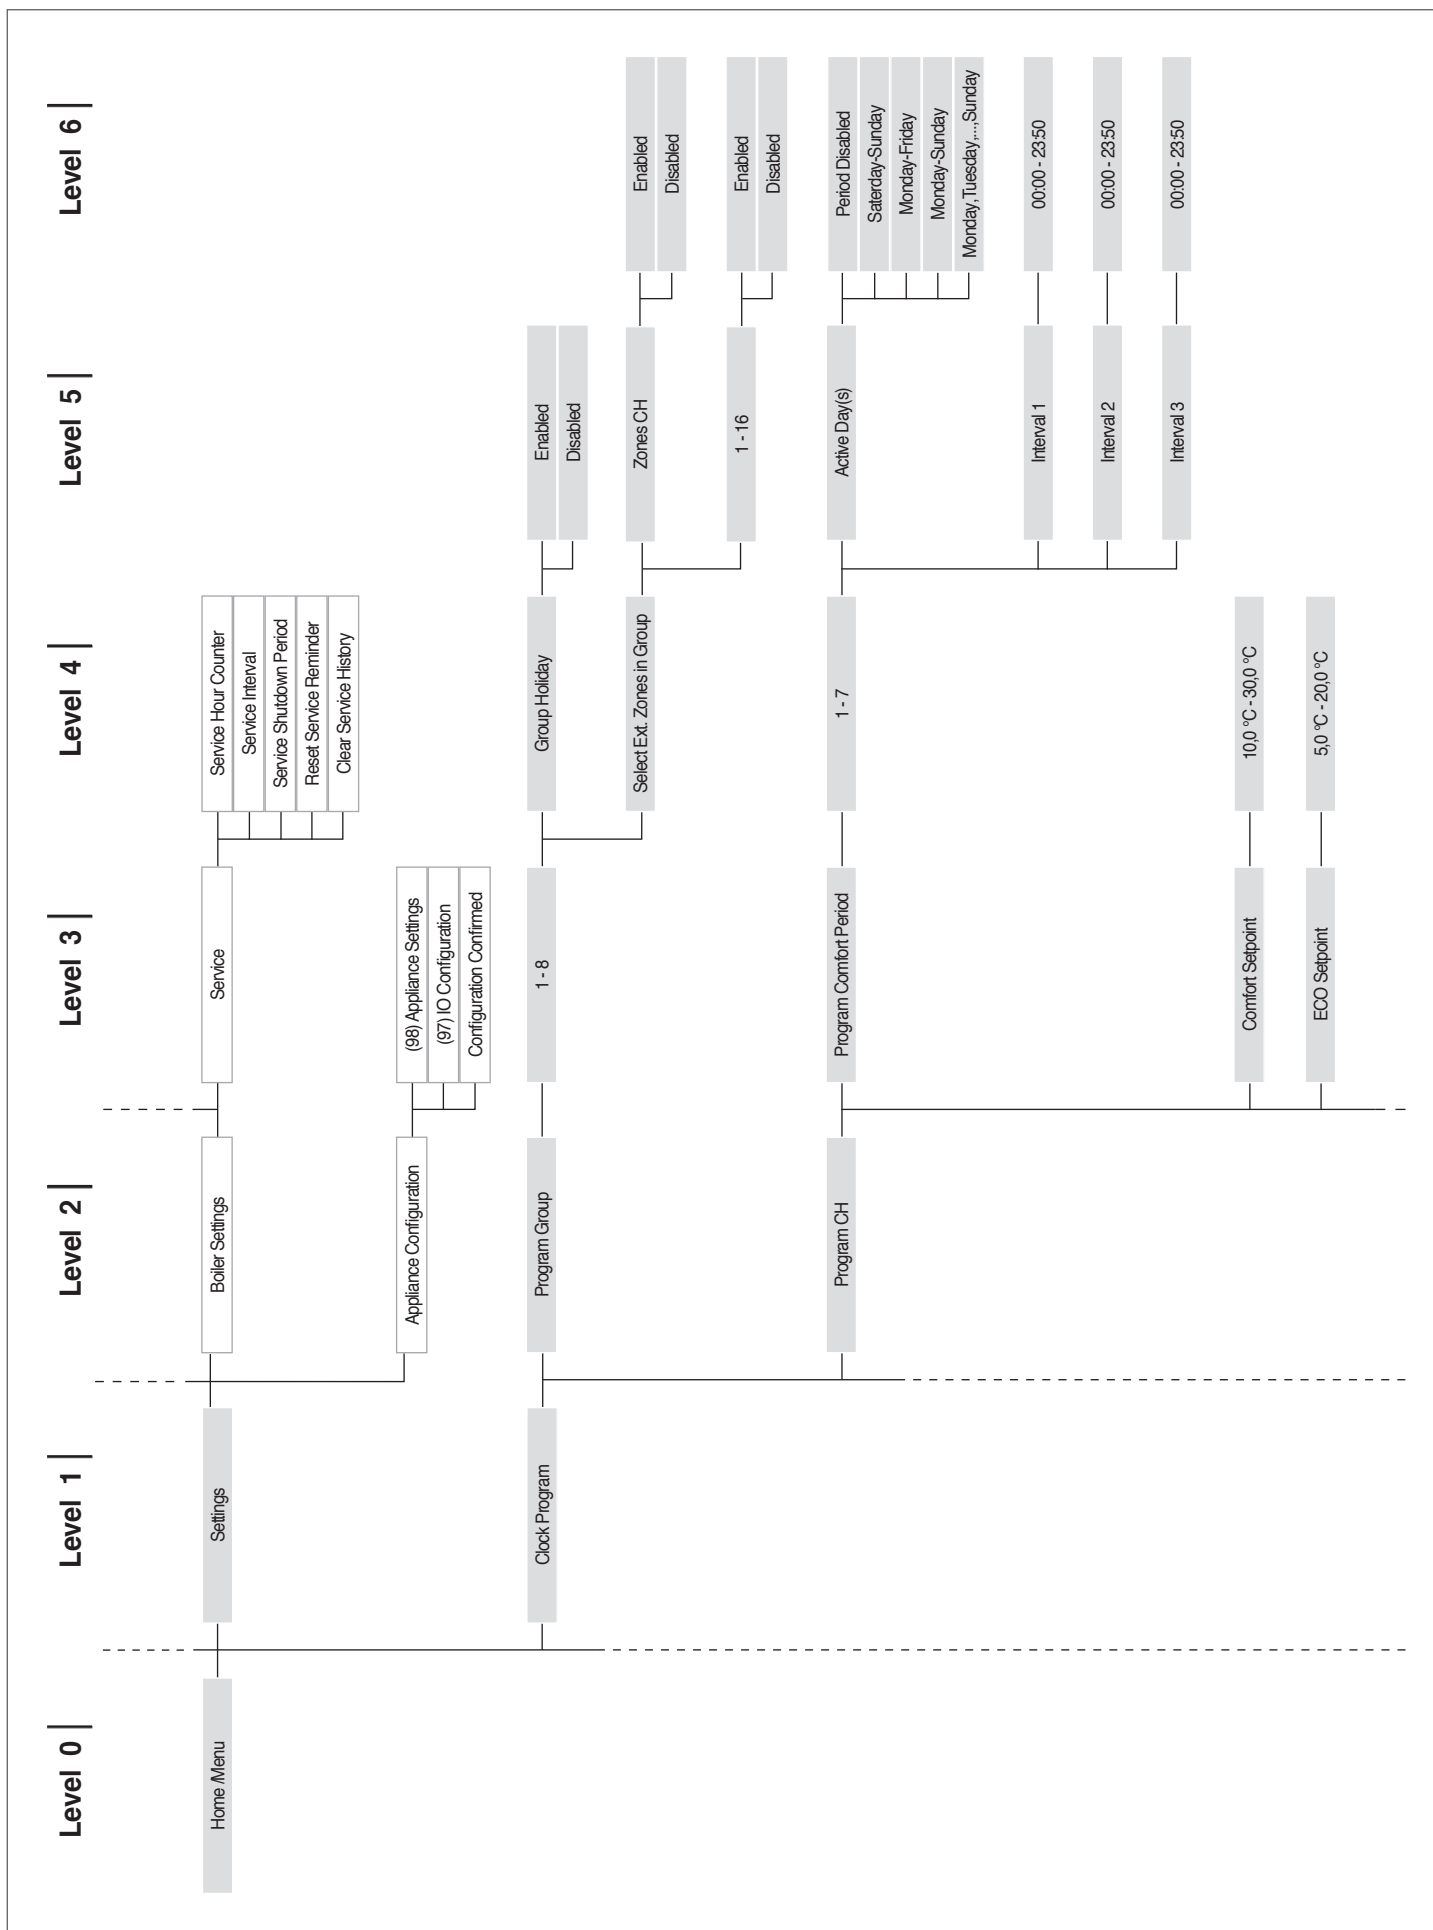 Level 0
Level 1
Level 2
Level 3
Level 4
Level 5
Level 6
Home /Menu
Settings
Boiler Settings
Service
Service Hour Counter
Service Interval
Service Shutdown Period
Reset Service Reminder
Clear Service History
Appliance Configuration
(98) Appliance Settings
(97) IO Configuration
Configuration Confirmed
Clock Program
Program Group
1 - 8
Group Holiday
Enabled
Disabled
Select Ext. Zones in Group
Zones CH
Enabled
Disabled
1 - 16
Enabled
Disabled
Program CH
Program Comfort Period
1 - 7
Active Day(s)
Period Disabled
Saterday-Sunday
Monday-Friday
Monday-Sunday
Monday,Tuesday,...,Sunday
Interval 1
00:00 - 23:50
Interval 2
00:00 - 23:50
Interval 3
00:00 - 23:50
Comfort Setpoint
10,0 °C - 30,0 °C
ECO Setpoint
5,0 °C - 20,0 °C